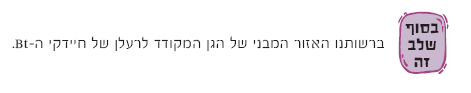 בסוף
שלב
זה
ברשותנו האזור המבני של הגן המקודד לרעלן של חיידקי ה-Bt.